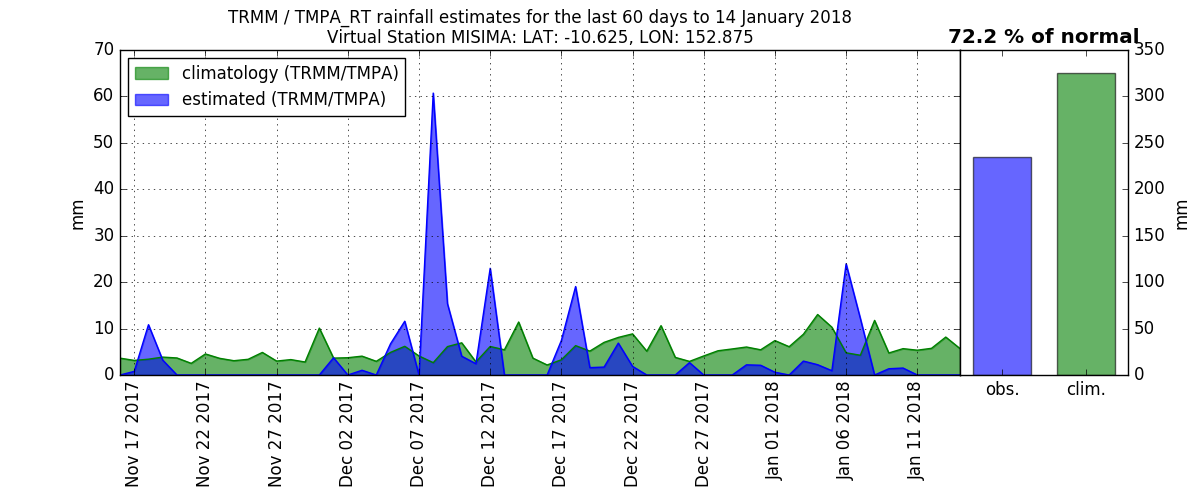 TRMM / TMPA_RT rainfall estimates for the last 60 days to 14 January 2018
Virtual Station MISIMA: LAT: -10.625, LON: 152.875
72.2 % of normal
climatology (TRMM/TMPA)
estimated (TRMM/TMPA)
70
60
50
40
30
20
10
0
mm
Nov 17 2017
Nov 22 2017
Nov 27 2017
Dec 02 2017
Dec 07 2017
Dec 12 2017
Dec 17 2017
Dec 22 2017
Dec 27 2017
Jan 01 2018
Jan 06 2018
Jan 11 2018
obs.
clim.
350
300
250
200
150
100
50
0
mm